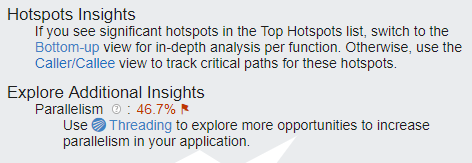 Hotspots Insights
If you see significant hotspots in the Top Hotspots list, switch to the
Bottom-up view for in-depth analysis per function. Otherwise, use the
Caller/Callee view to track critical paths for these hotspots.
Explore Additional Insights
Parallelism ? : 46.7%
Use Threading to explore more opportunities to increase
parallelism in your application.